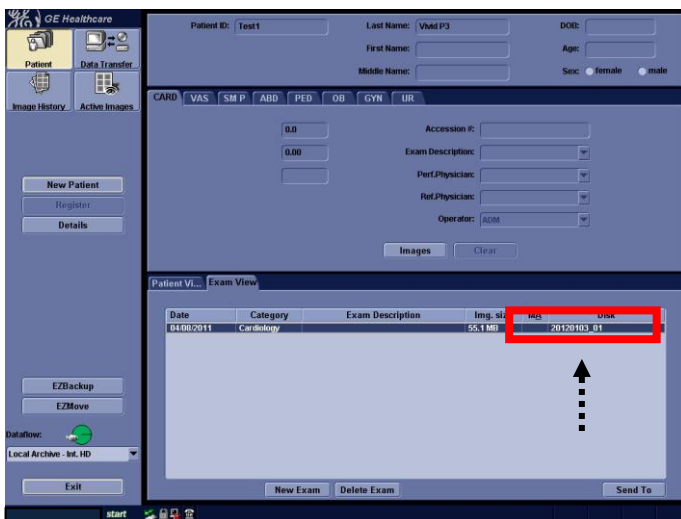 GE Healthcare
Patient
Data Transfer
Image History
Active Images
New Patient
Register
Details
EZBackup
EZMove
Dataflow:
Local Archive - Int. HD
Exit
Patient ID: Test1 Last Name: Vivid P3 DOB:
First Name: Age:
Middle Name: Sex: female male
CARD VAS SM P ABD PED OB GYN UR
0.0 Accession #:
0.00 Exam Description:
Perf.Physician:
Ref.Physician:
Operator: ADM
Images Clear
Patient Vi... Exam View
Date Category Exam Description Img. siz Disk
Cardiology 55.1 MB 20120103_01
New Exam Delete Exam Send To
start